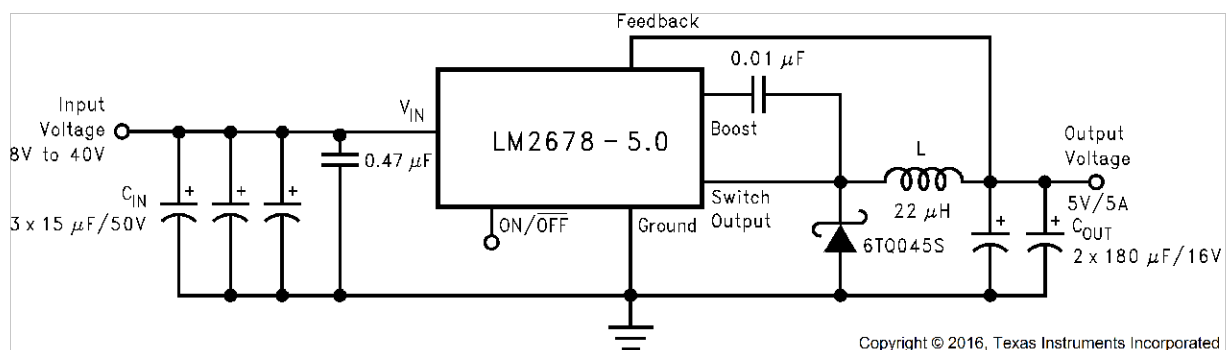 Feedback
0.01 μF
Input
Voltage
8V to 40V
V_IN
LM2678 – 5.0
Boost
Output
Voltage
5V/5A
0.47 μF
L
22 μH
C_IN
3 x 15 μF/50V
+
+
+
ON/O̅F̅F̅
Ground
Switch
Output
6TQ045S
+
+
C_OUT
2 x 180 μF/16V
Copyright © 2016, Texas Instruments Incorporated